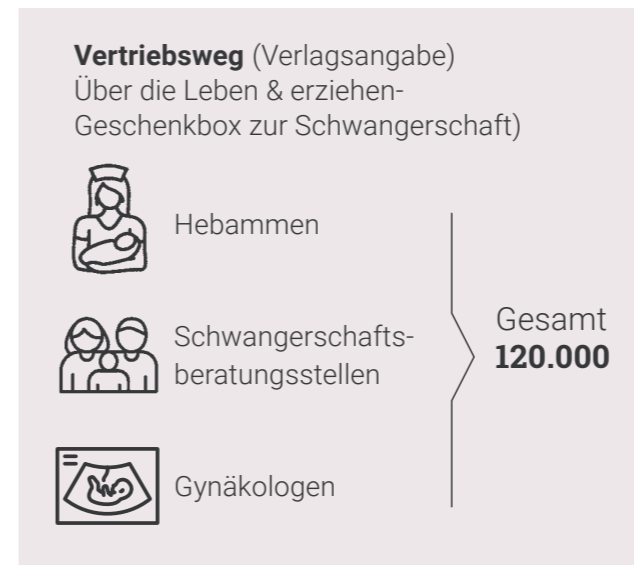 Vertriebsweg (Verlagsangabe)
Über die Leben & erziehen-
Geschenkbox zur Schwangerschaft)
Hebammen
Schwangerschafts-
beratungsstellen
Gynäkologen
Gesamt
120.000